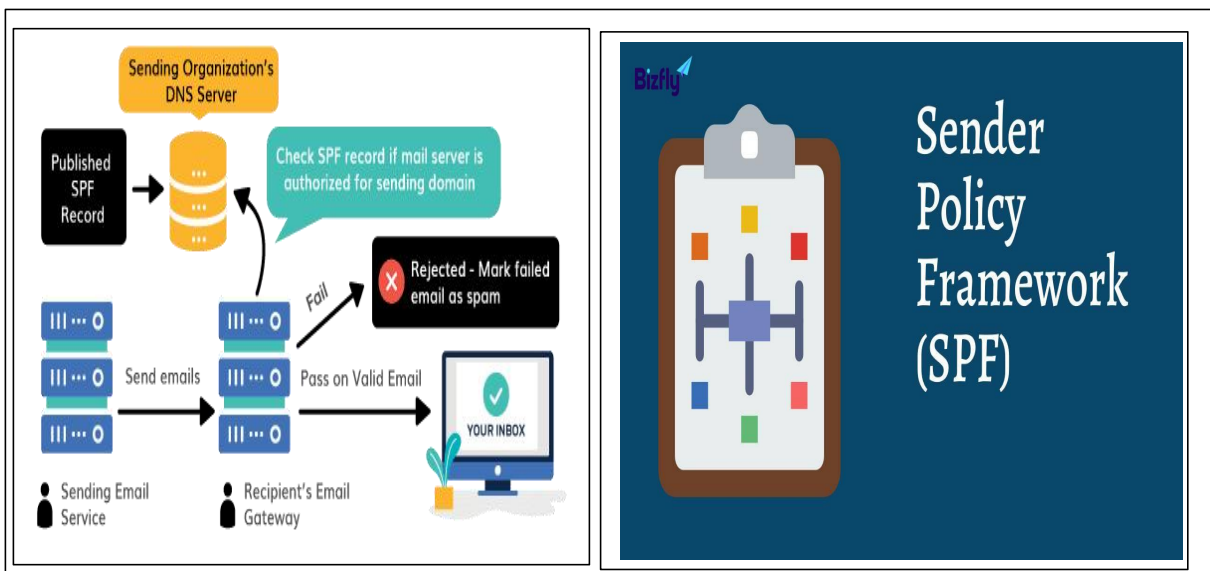 Sending Organization's
DNS Server
Published
SPF
Record
Check SPF record if mail server is
authorized for sending domain
Rejected - Mark failed
email as spam
Fail
Send emails
Pass on Valid Email
YOUR INBOX
Sending Email
Service
Recipient's Email
Gateway
Bizfly
Sender
Policy
Framework
(SPF)